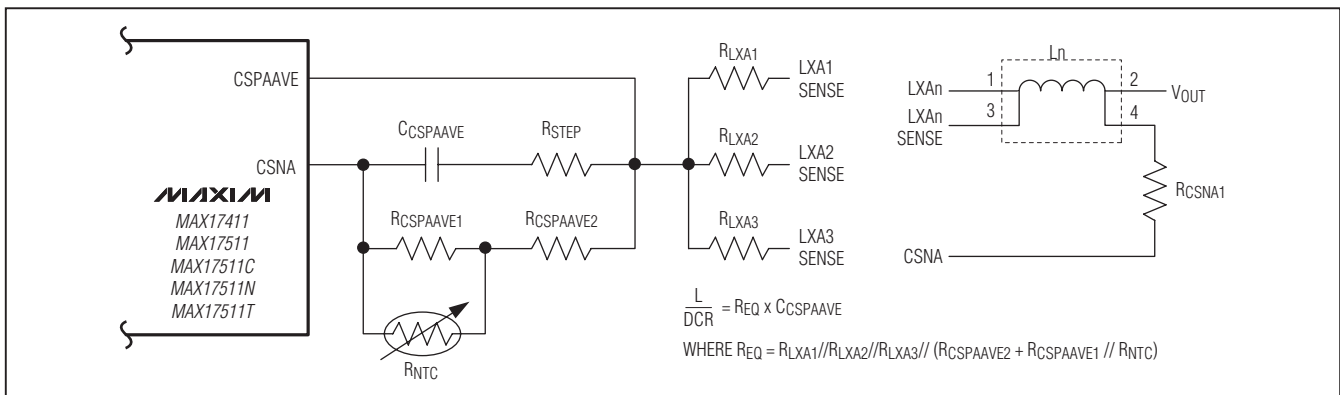 CSPAAVE
CSNA
MAXIM
MAX17411
MAX17511
MAX17511C
MAX17511N
MAX17511T
CCSPAAVE
RSTEP
RCSPAAVE1
RCSPAAVE2
RNTC
RLXA1
LXA1
SENSE
RLXA2
LXA2
SENSE
RLXA3
LXA3
SENSE
Ln
LXAn
1
2
VOUT
LXAn
SENSE
3
4
RCSNA1
CSNA
L
DCR
= REQ x CCSPAAVE
WHERE REQ = RLXA1//RLXA2//RLXA3// (RCSPAAVE2 + RCSPAAVE1 // RNTC)